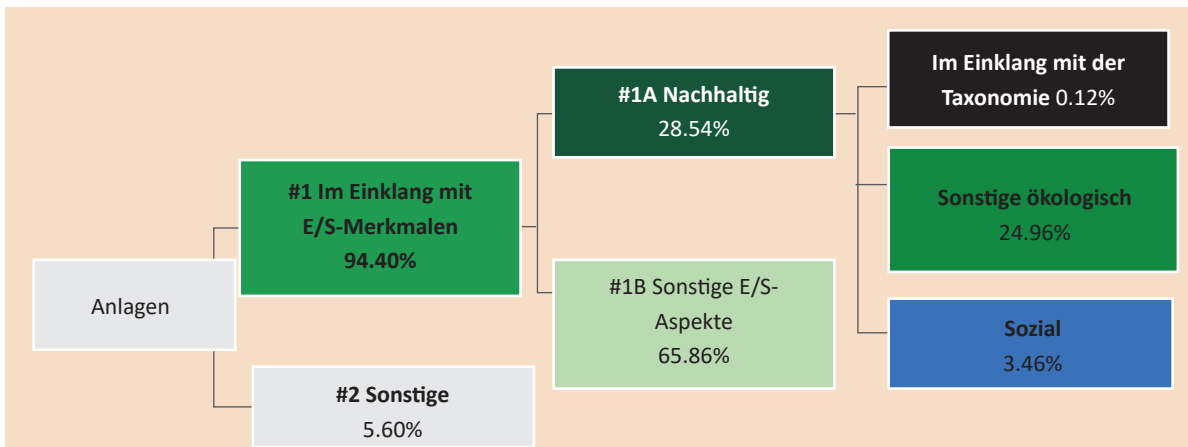 Anlagen
#1 Im Einklang mit
E/S-Merkmalen
94.40%
#2 Sonstige
5.60%
#1A Nachhaltig
28.54%
#1B Sonstige E/S-
Aspekte
65.86%
Im Einklang mit der
Taxonomie 0.12%
Sonstige ökologisch
24.96%
Sozial
3.46%